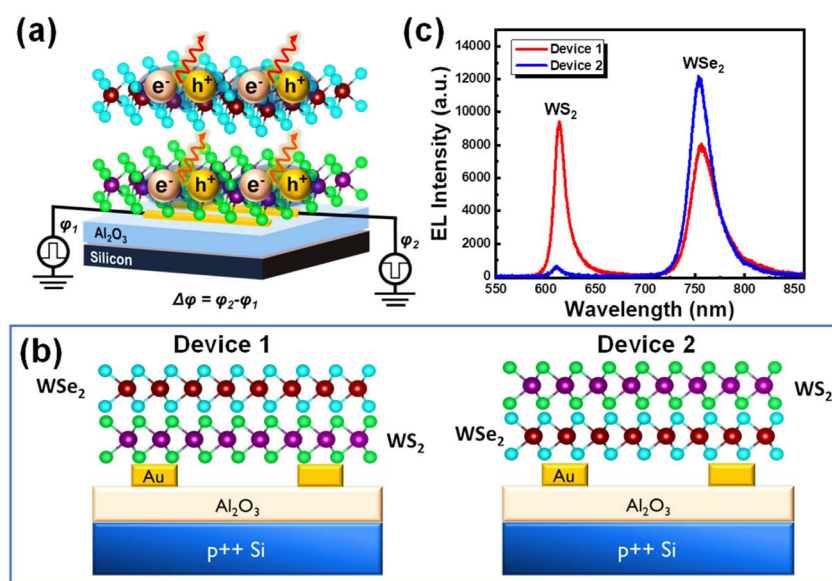 (a)
e⁻ h⁺ e⁻ h⁺
e⁻ h⁺ e⁻ h⁺
φ₁
φ₂
Al₂O₃
Silicon
Δφ = φ₂-φ₁
(c)
Device 1
Device 2
WS₂
WSe₂
EL Intensity (a.u.)
14000
12000
10000
8000
6000
4000
2000
0
550 600 650 700 750 800 850
Wavelength (nm)
(b)
Device 1
WSe₂
WS₂
Au
Al₂O₃
p++ Si
Device 2
WS₂
WSe₂
Au
Al₂O₃
p++ Si